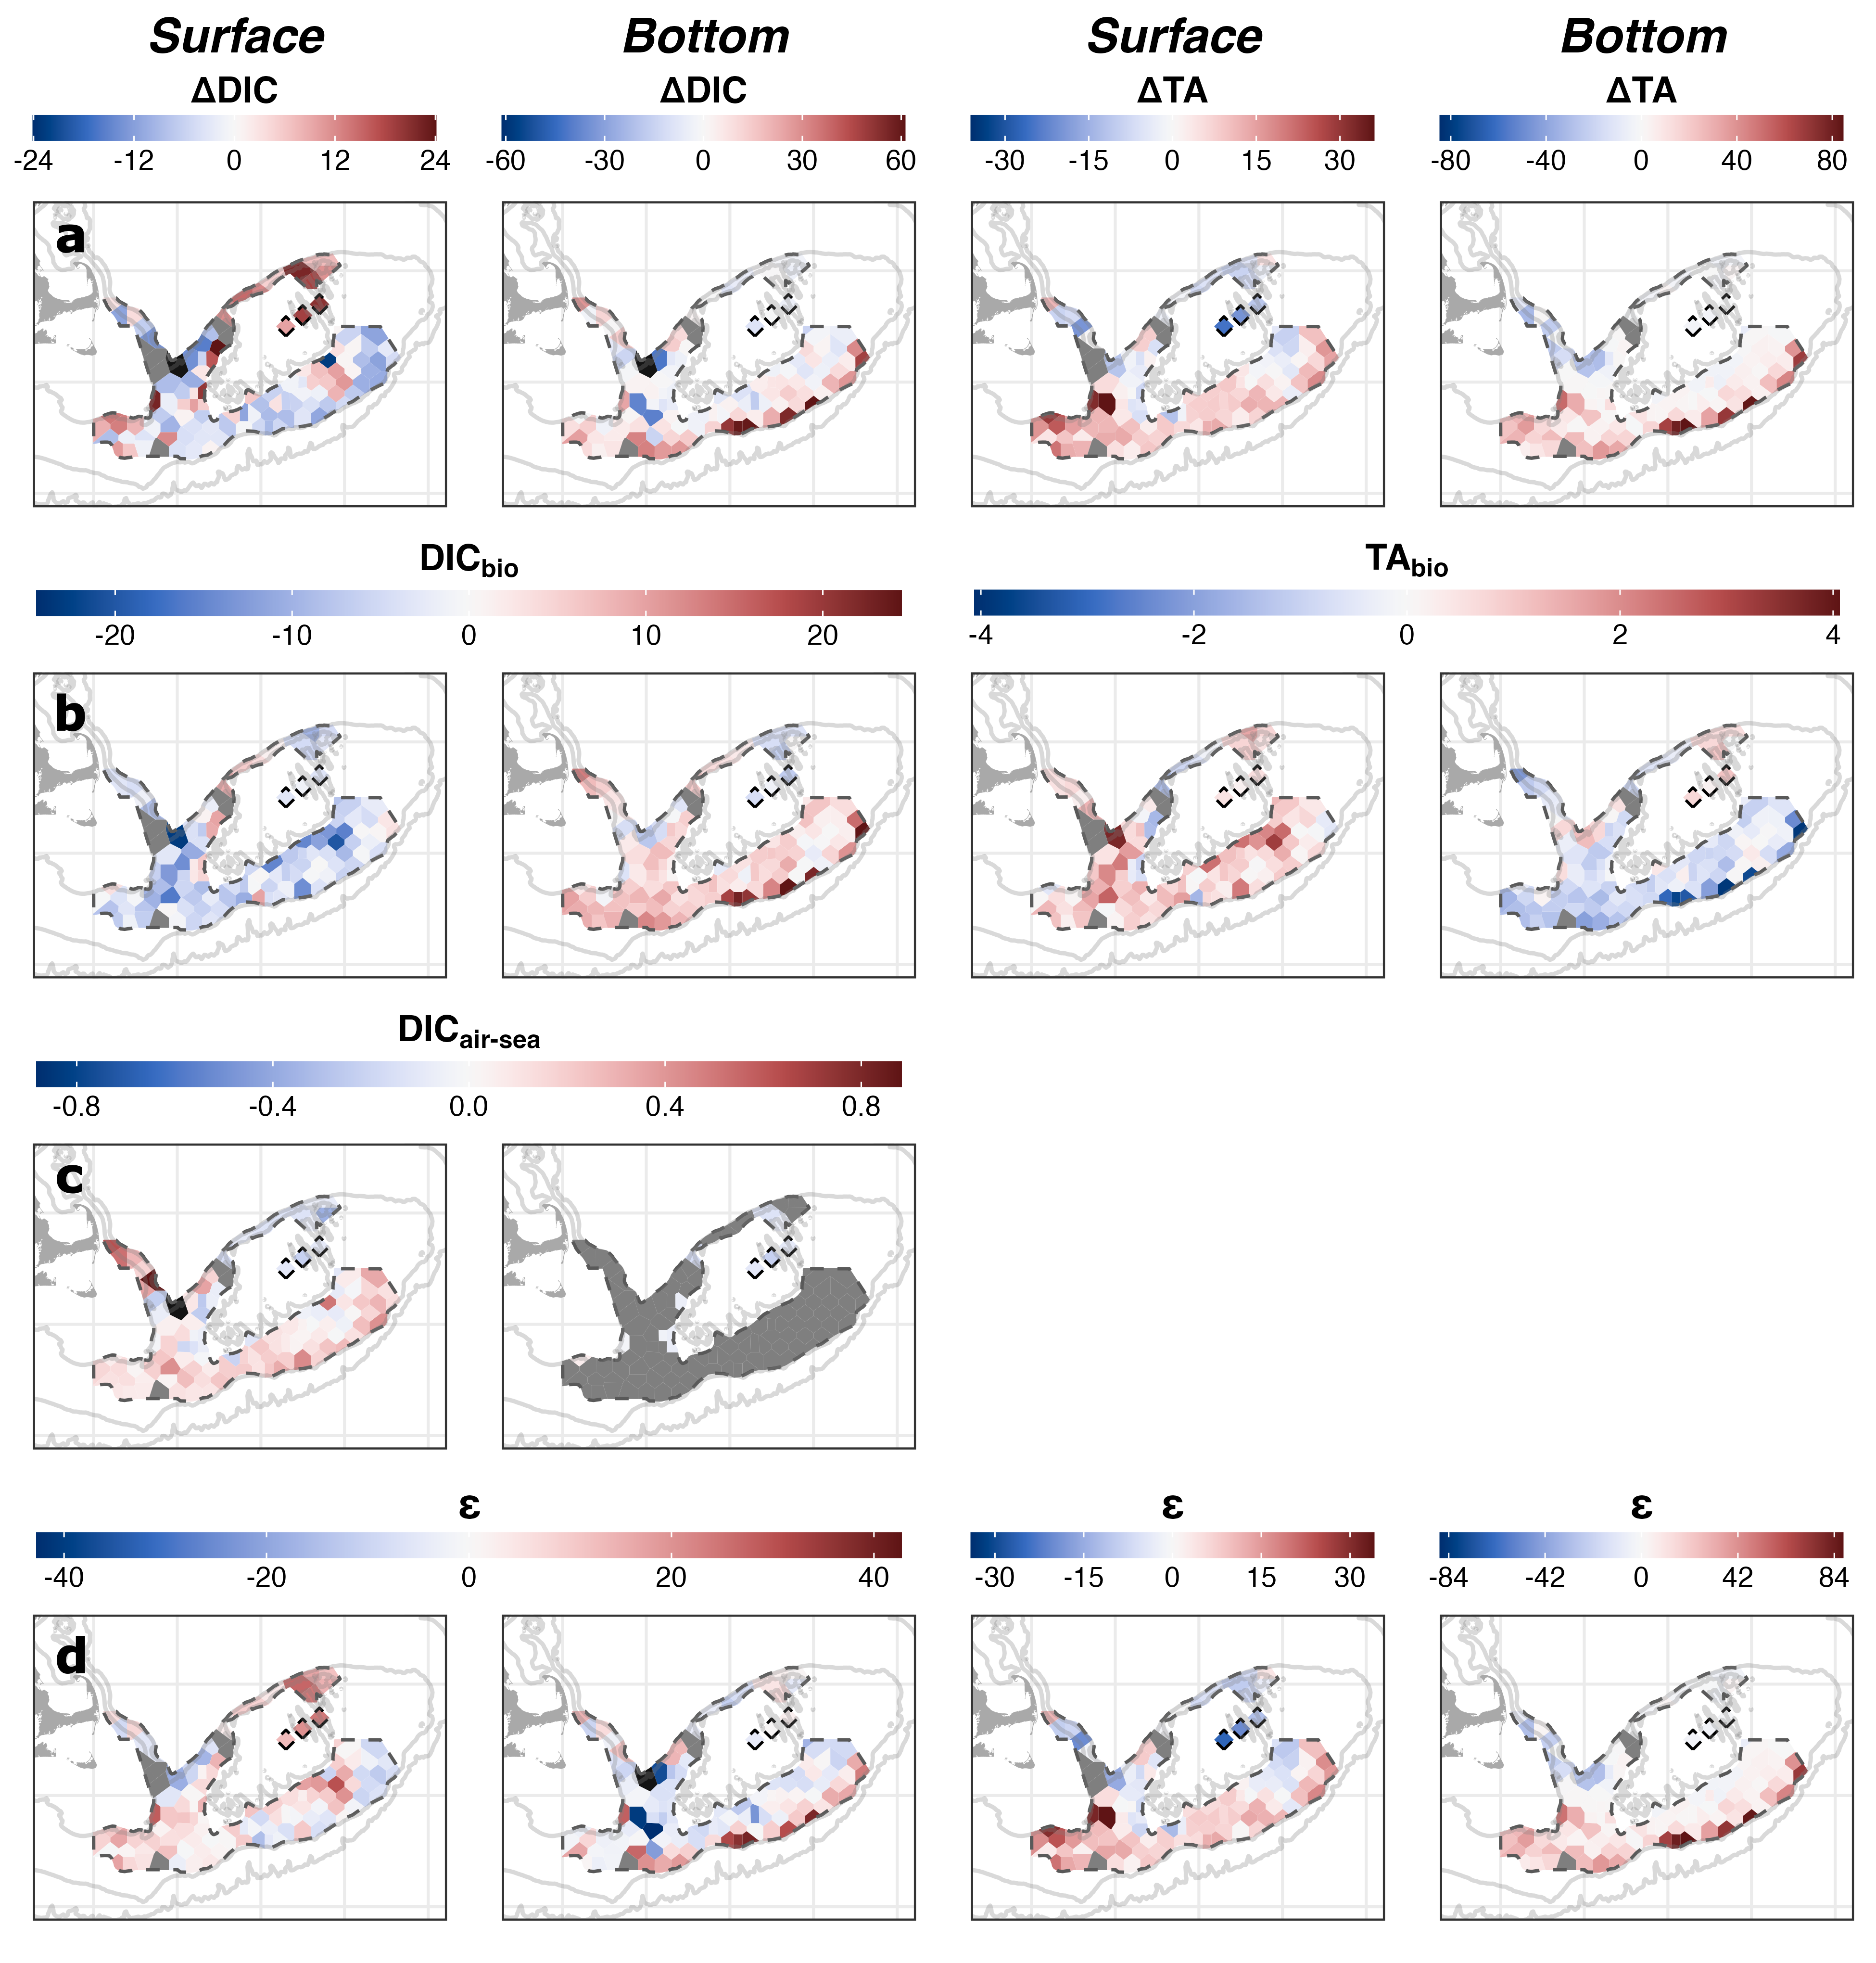 Surface Bottom Surface Bottom
ΔDIC ΔDIC ΔTA ΔTA
-24 -12 0 12 24 -60 -30 0 30 60 -30 -15 0 15 30 -80 -40 0 40 80
a
DICbio TAbio
-20 -10 0 10 20 -4 -2 0 2 4
b
DICair-sea
-0.8 -0.4 0.0 0.4 0.8
c
ε ε ε
-40 -20 0 20 40 -30 -15 0 15 30 -84 -42 0 42 84
d